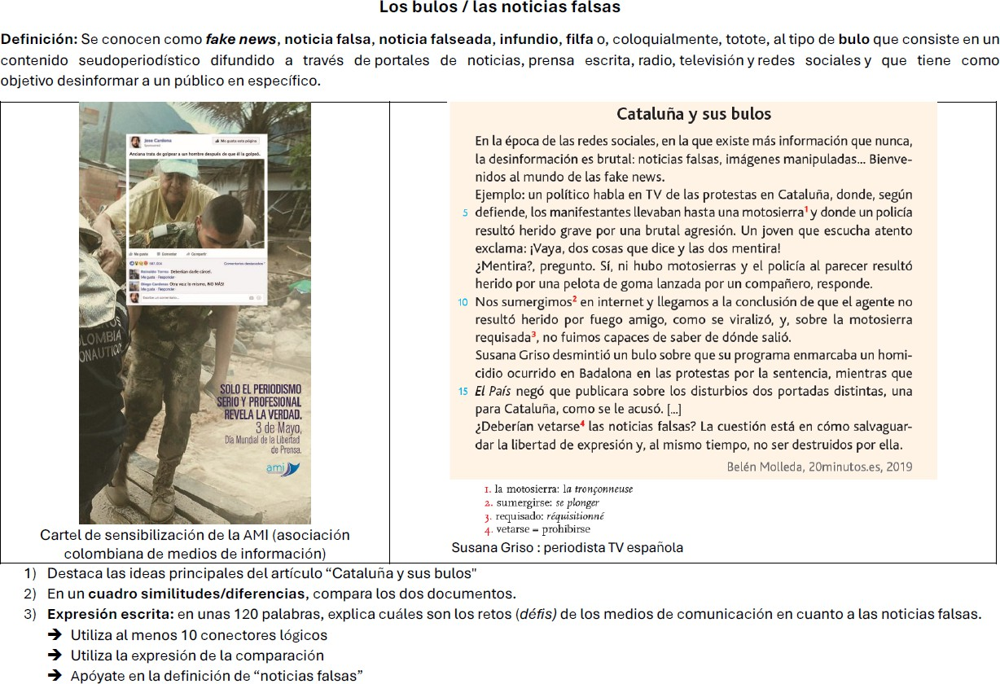 Los bulos / las noticias falsas
Definición: Se conocen como fake news, noticia falsa, noticia falseada, infundio, filfa o, coloquialmente, totote, al tipo de bulo que consiste en un
contenido seudoperiodístico difundido a través de portales de noticias, prensa escrita, radio, televisión y redes sociales y que tiene como
objetivo desinformar a un público en específico.
Jose Cardona
Me gusta esta página
Anciana trata de golpear a un hombre después de que él la golpeó.
Me gusta Comentar Compartir
Comentarios destacados
Deberían darle cárcel.
Me gusta · Responder
Diego Cardenas Otra vez lo mismo, NO MÁS!
Me gusta · Responder
Escribe un comentario...
OLOMBIA
ONAUTICO
SOLO EL PERIODISMO
SERIO Y PROFESIONAL
REVELA LA VERDAD.
3 de Mayo,
Día Mundial de la Libertad
de Prensa.
ami
Cartel de sensibilización de la AMI (asociación
colombiana de medios de información)
Cataluña y sus bulos
En la época de las redes sociales, en la que existe más información que nunca,
la desinformación es brutal: noticias falsas, imágenes manipuladas... Bienve-
nidos al mundo de las fake news.
Ejemplo: un político habla en TV de las protestas en Cataluña, donde, según
5 defiende, los manifestantes llevaban hasta una motosierra1 y donde un policía
resultó herido grave por una brutal agresión. Un joven que escucha atento
exclama: ¡Vaya, dos cosas que dice y las dos mentira!
¿Mentira?, pregunto. Sí, ni hubo motosierras y el policía al parecer resultó
herido por una pelota de goma lanzada por un compañero, responde.
10 Nos sumergimos2 en internet y llegamos a la conclusión de que el agente no
resultó herido por fuego amigo, como se viralizó, y, sobre la motosierra
requisada3, no fuimos capaces de saber de dónde salió.
Susana Griso desmintió un bulo sobre que su programa enmarcaba un homi-
cidio ocurrido en Badalona en las protestas por la sentencia, mientras que
15 El País negó que publicara sobre los disturbios dos portadas distintas, una
para Cataluña, como se le acusó. [...]
¿Deberían vetarse4 las noticias falsas? La cuestión está en cómo salvaguar-
dar la libertad de expresión y, al mismo tiempo, no ser destruidos por ella.
Belén Molleda, 20minutos.es, 2019
1. la motosierra: la tronçonneuse
2. sumergirse: se plonger
3. requisado: réquisitionné
4. vetarse = prohibirse
Susana Griso : periodista TV española
1) Destaca las ideas principales del artículo “Cataluña y sus bulos"
2) En un cuadro similitudes/diferencias, compara los dos documentos.
3) Expresión escrita: en unas 120 palabras, explica cuáles son los retos (défis) de los medios de comunicación en cuanto a las noticias falsas.
➔ Utiliza al menos 10 conectores lógicos
➔ Utiliza la expresión de la comparación
➔ Apóyate en la definición de “noticias falsas”